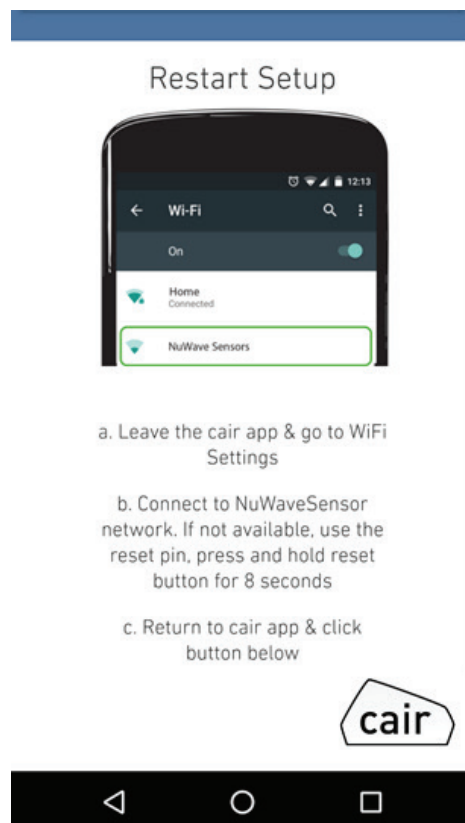 Restart Setup
12:13
Wi-Fi
On
Home
Connected
NuWave Sensors
a. Leave the cair app & go to WiFi
Settings
b. Connect to NuWaveSensor
network. If not available, use the
reset pin, press and hold reset
button for 8 seconds
c. Return to cair app & click
button below
cair